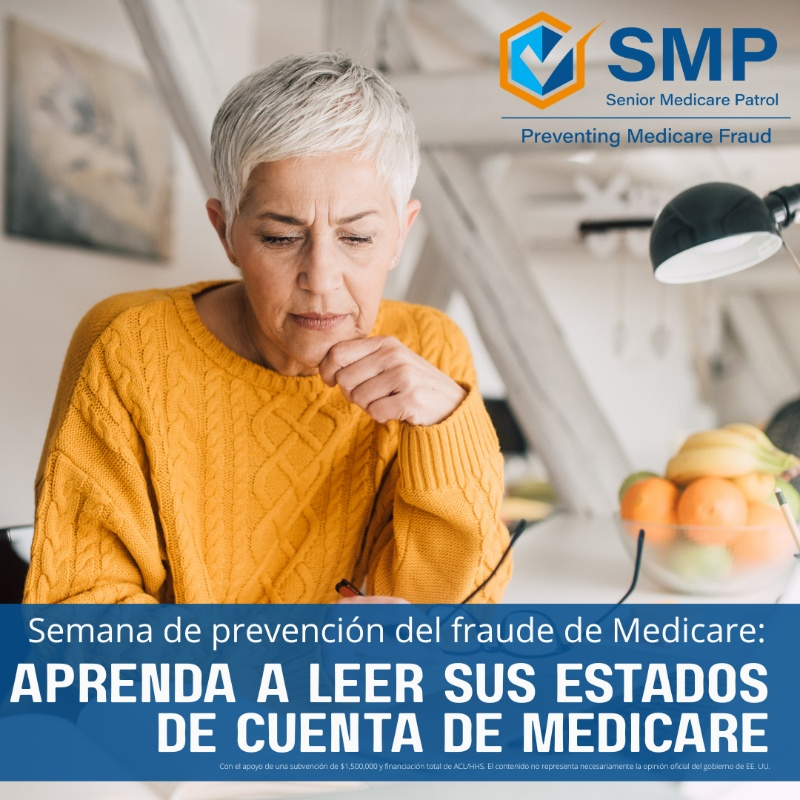 SMP
Senior Medicare Patrol
Preventing Medicare Fraud
Semana de prevención del fraude de Medicare:
APRENDA A LEER SUS ESTADOS
DE CUENTA DE MEDICARE
Con el apoyo de una subvención de $1,500,000 y financiación total de ACL/HHS. El contenido no representa necesariamente la opinión oficial del gobierno de EE. UU.